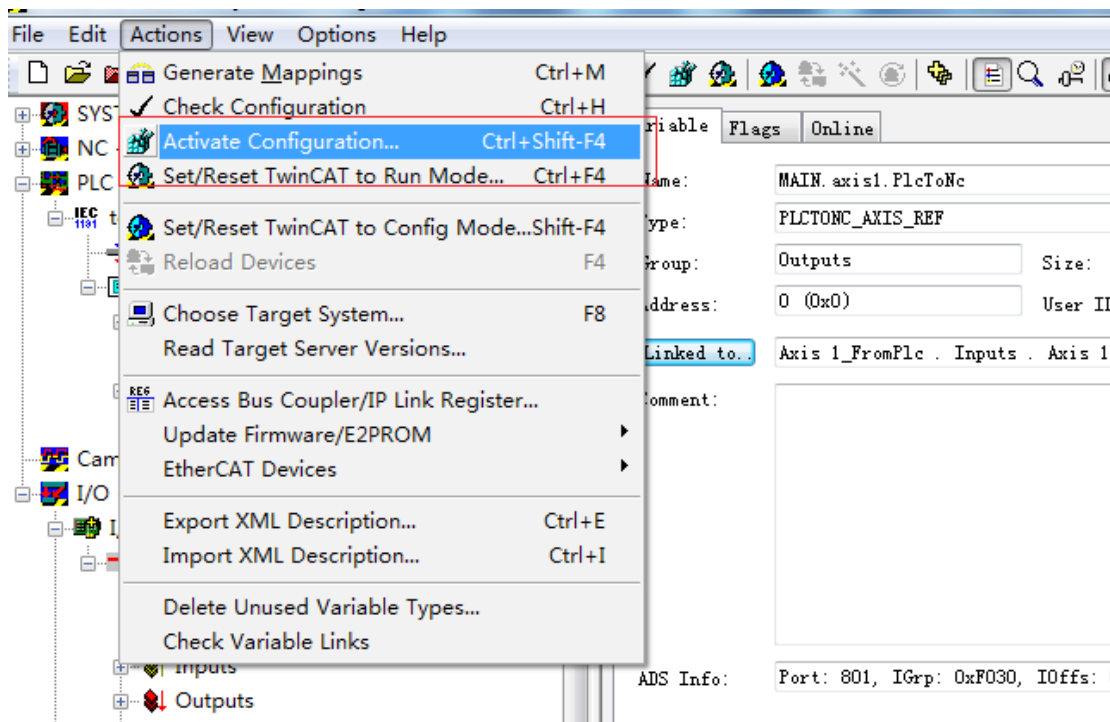 File Edit Actions View Options Help
Generate Mappings Ctrl+M
Check Configuration Ctrl+H
Activate Configuration... Ctrl+Shift-F4
Set/Reset TwinCAT to Run Mode... Ctrl+F4
Set/Reset TwinCAT to Config Mode...Shift-F4
Reload Devices F4
Choose Target System... F8
Read Target Server Versions...
REG Access Bus Coupler/IP Link Register...
Update Firmware/E2PROM
EtherCAT Devices
Export XML Description... Ctrl+E
Import XML Description... Ctrl+I
Delete Unused Variable Types...
Check Variable Links
SYS
NC
PLC
IEC 1131 t
Cam
I/O
Inputs
Outputs
riable Flags Online
Name: MAIN.axis1.PlcToNc
ype: PLCTONC_AXIS_REF
Group: Outputs Size:
ddress: 0 (0x0) User I
Linked to.. Axis 1_FromPlc . Inputs . Axis 1
omment:
ADS Info: Port: 801, IGrp: 0xF030, IOffs: